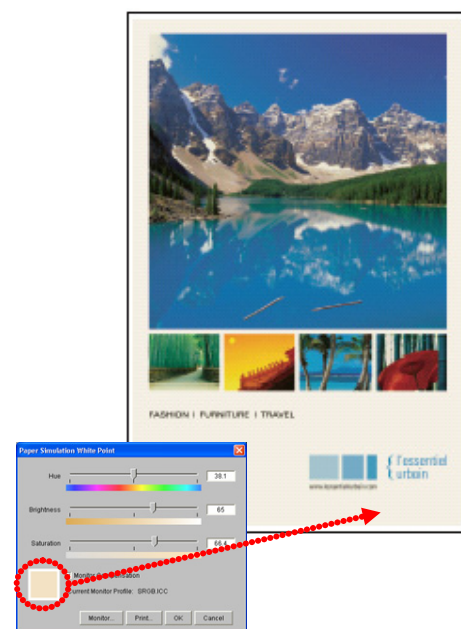 FASHION | FURNITURE | TRAVEL
{ l'essentiel
urbain
Paper Simulation White Point
Hue
38.1
Brightness
65
Saturation
66.4
Current Monitor Profile: SRGB.ICC
Monitor...
Print...
OK
Cancel